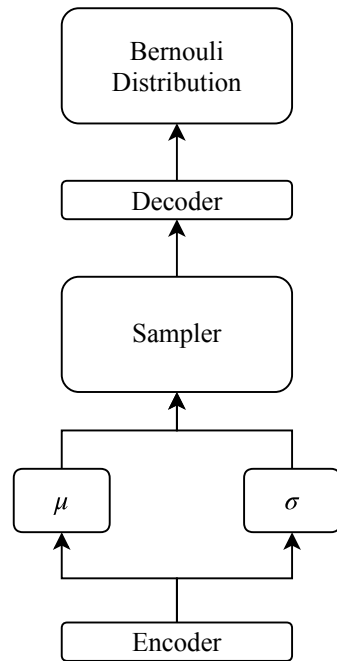 Bernouli
Distribution
Decoder
Sampler
μ
σ
Encoder